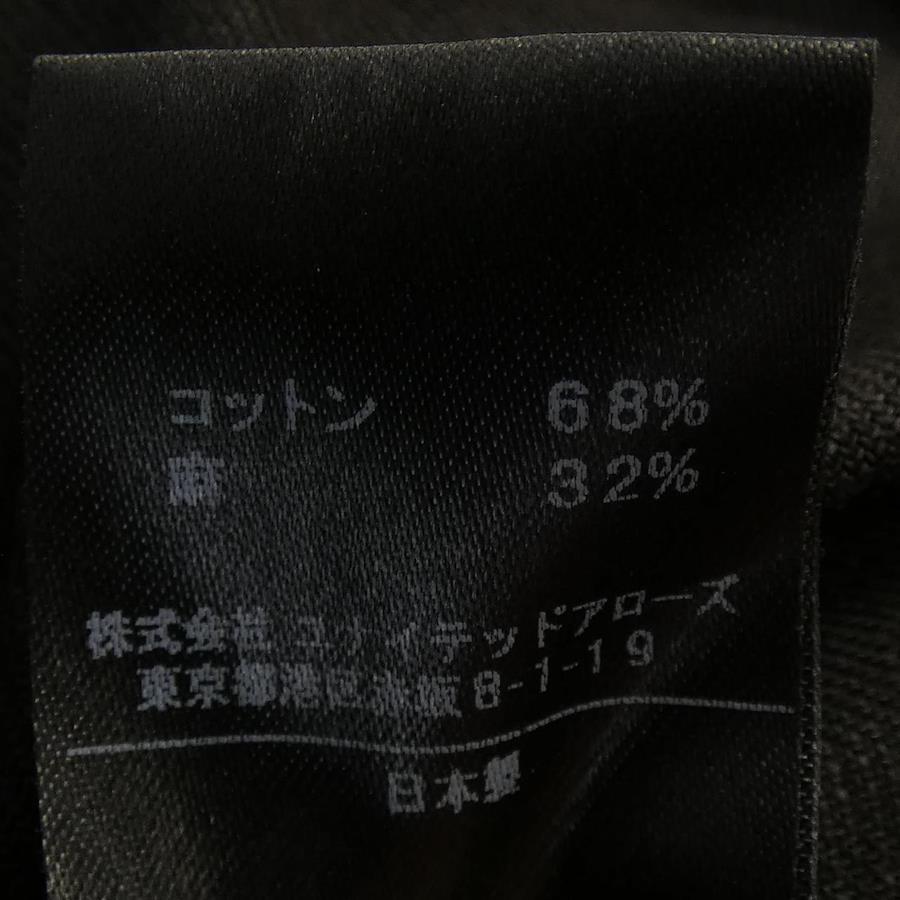 コットン 68%
麻 32%
株式会社ユナイテッドアローズ
東京都港区赤坂8-1-19
日本製